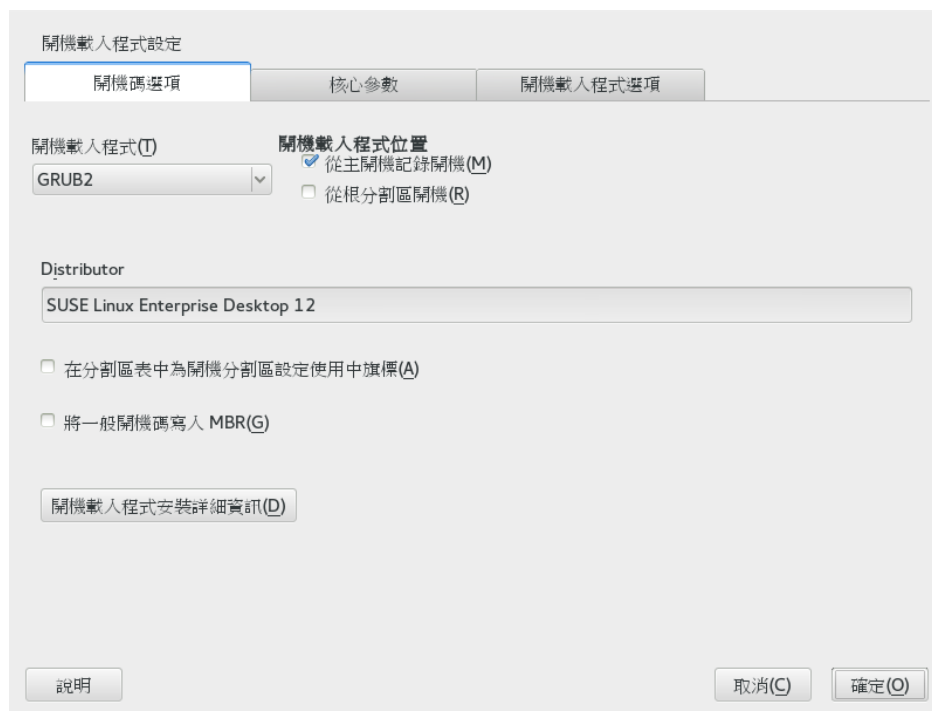 開機載入程式設定
開機碼選項
核心參數
開機載入程式選項
開機載入程式(T)
GRUB2
開機載入程式位置
從主開機記錄開機(M)
從根分割區開機(R)
Distributor
SUSE Linux Enterprise Desktop 12
在分割區表中為開機分割區設定使用中旗標(A)
將一般開機碼寫入 MBR(G)
開機載入程式安裝詳細資訊(D)
說明
取消(C)
確定(O)